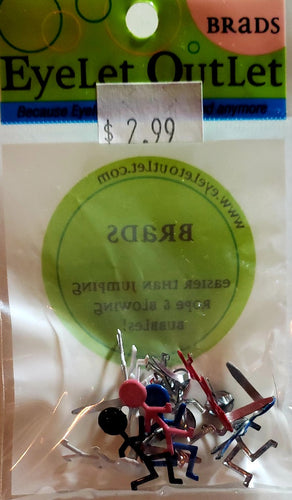 BRADS
EyeLet OutLet
Because Eye d anymore
$ 2.99
www.eyeletoutlet.com
BRADS
easier than jumping
rope & blowing
bubbles!